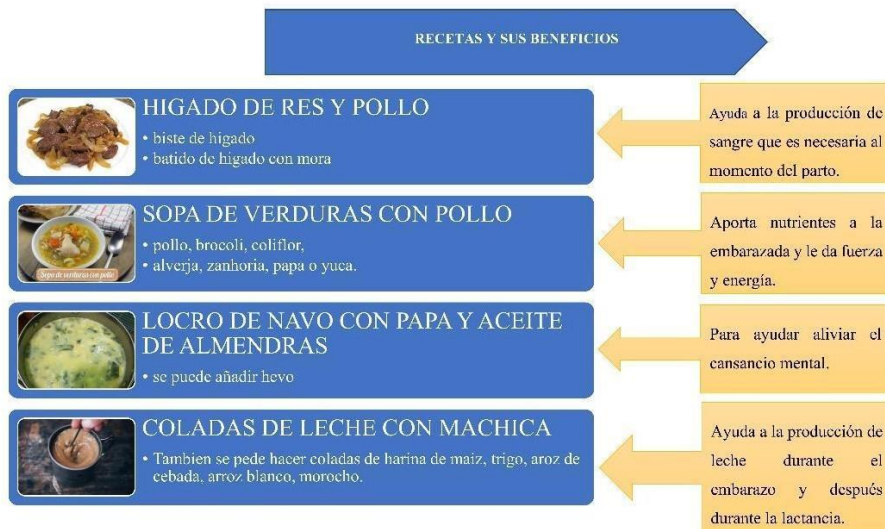 RECETAS Y SUS BENEFICIOS
HIGADO DE RES Y POLLO
• biste de higado
• batido de higado con mora
Ayuda a la producción de
sangre que es necesaria al
momento del parto.
SOPA DE VERDURAS CON POLLO
• pollo, brocoli, coliflor,
• alverja, zanhoria, papa o yuca.
Sopa de verduras con pollo
Aporta nutrientes a la
embarazada y le da fuerza
y energía.
LOCRO DE NAVO CON PAPA Y ACEITE
DE ALMENDRAS
• se puede añadir hevo
Para ayudar aliviar el
cansancio mental.
COLADAS DE LECHE CON MACHICA
• Tambien se pede hacer coladas de harina de maiz, trigo, aroz de
cebada, arroz blanco, morocho.
Ayuda a la producción de
leche durante el
embarazo y después
durante la lactancia.